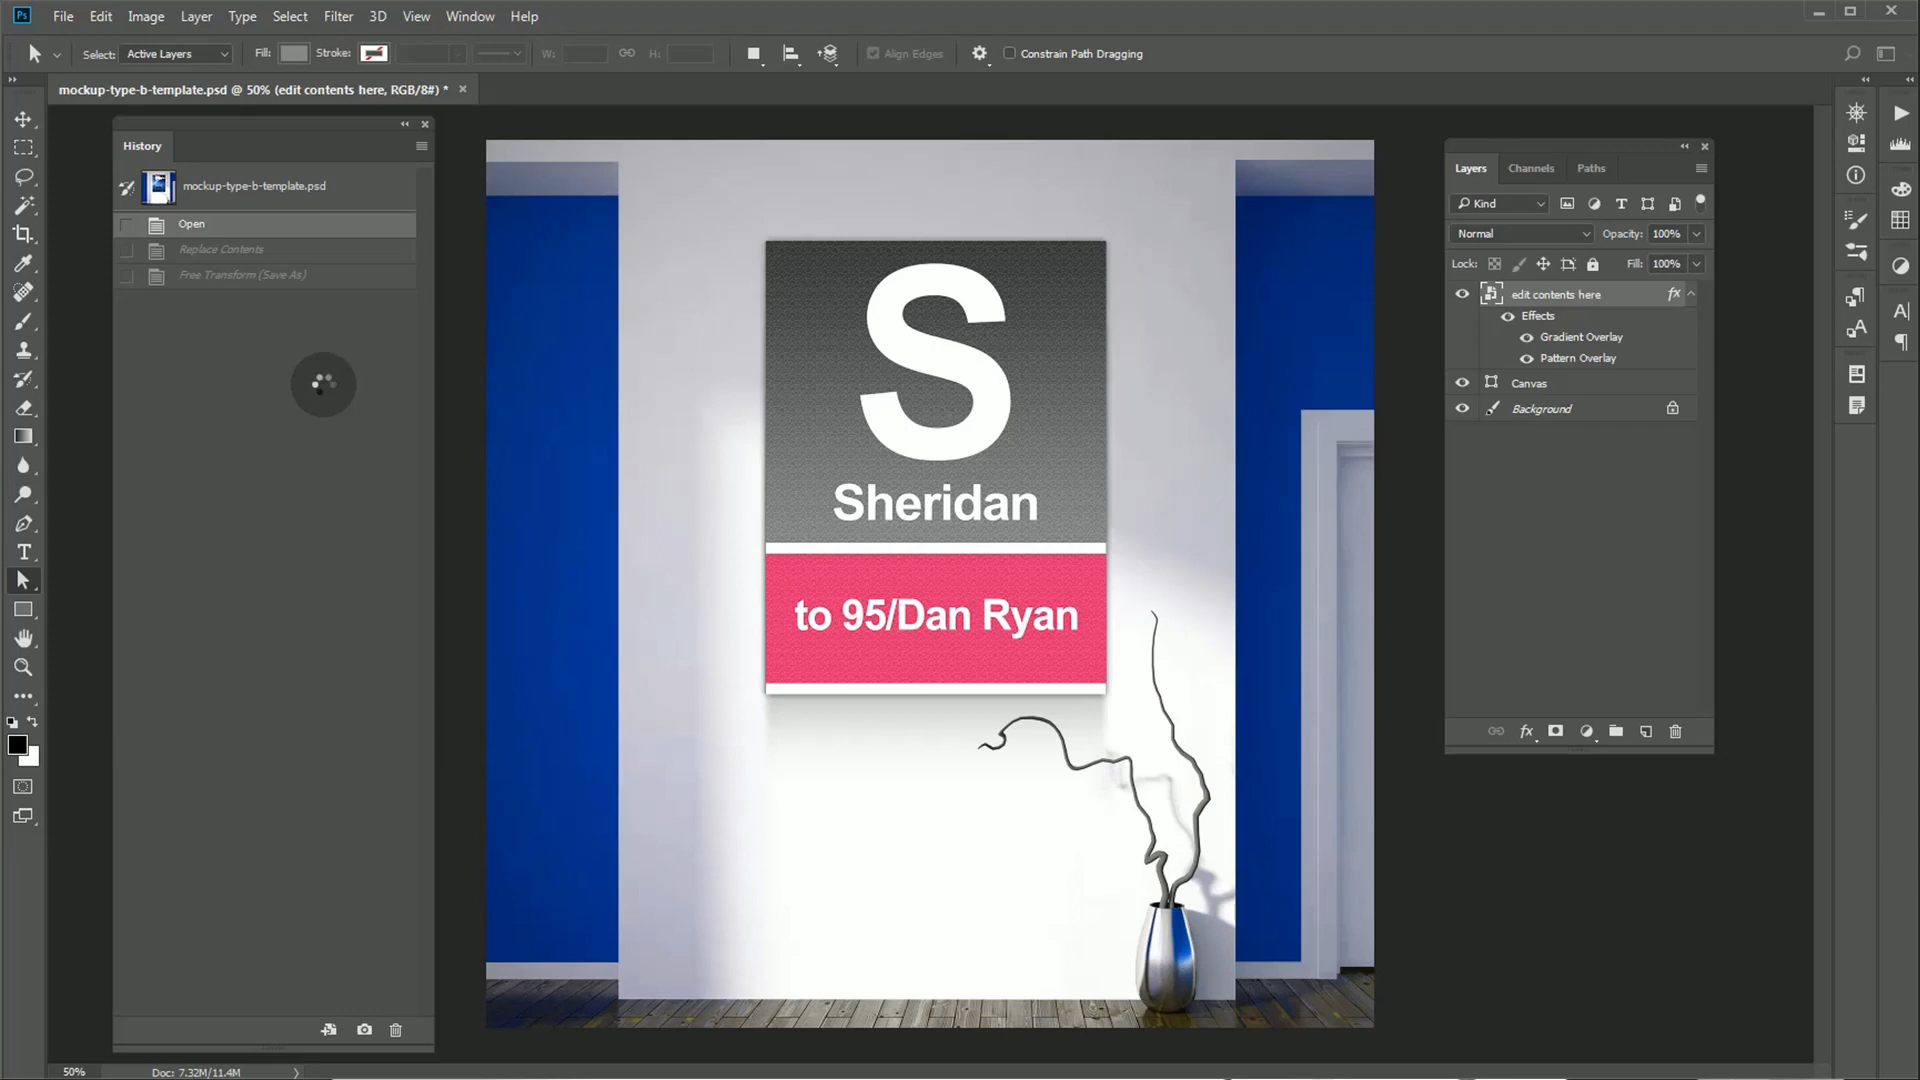 Ps File Edit Image Layer Type Select Filter 3D View Window Help
Select: Active Layers Fill: Stroke: W: H: Align Edges Constrain Path Dragging
mockup-type-b-template.psd @ 50% (edit contents here, RGB/8#) *
History
mockup-type-b-template.psd
Open
Replace Contents
Free Transform (Save As)
S
Sheridan
to 95/Dan Ryan
Layers Channels Paths
Kind
Normal Opacity: 100%
Lock: Fill: 100%
edit contents here fx
Effects
Gradient Overlay
Pattern Overlay
Canvas
Background
fx
50% Doc: 7.32M/11.4M